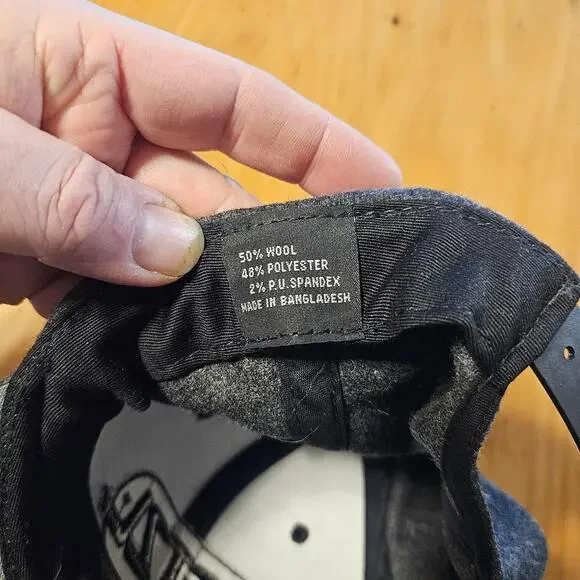 50% WOOL
48% POLYESTER
2% P.U.SPANDEX
MADE IN BANGLADESH